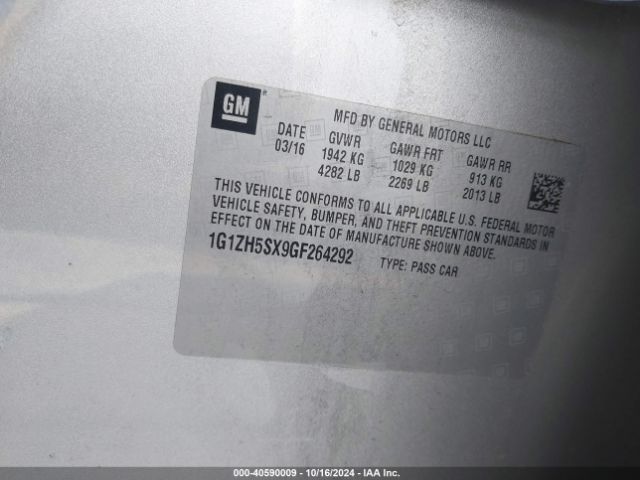 GM
MFD BY GENERAL MOTORS LLC
DATE GVWR GAWR FRT GAWR RR
03/16 1942 KG 1029 KG 913 KG
4282 LB 2269 LB 2013 LB
THIS VEHICLE CONFORMS TO ALL APPLICABLE U.S. FEDERAL MOTOR
VEHICLE SAFETY, BUMPER, AND THEFT PREVENTION STANDARDS IN
EFFECT ON THE DATE OF MANUFACTURE SHOWN ABOVE.
1G1ZH5SX9GF264292 TYPE: PASS CAR
000-40590009 - 10/16/2024 - IAA Inc.